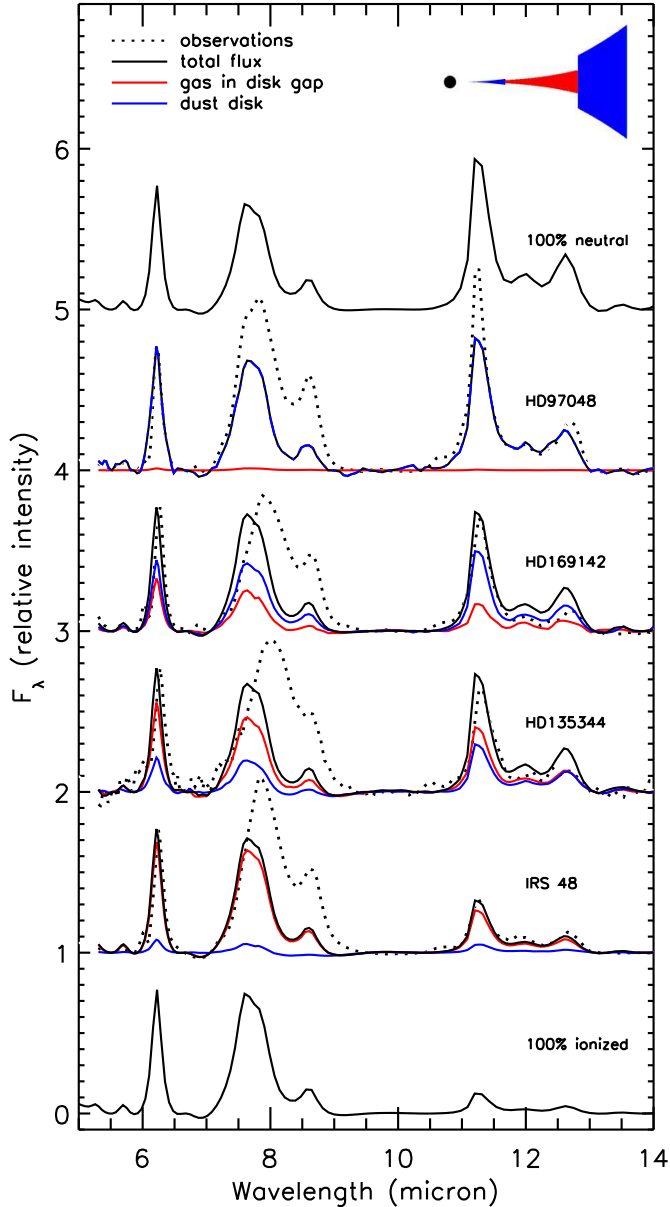 observations
total flux
gas in disk gap
dust disk
6
100% neutral
5
HD97048
4
HD169142
3
HD135344
2
IRS 48
1
100% ionized
0
6 8 10 12 14
Wavelength (micron)
Fλ (relative intensity)